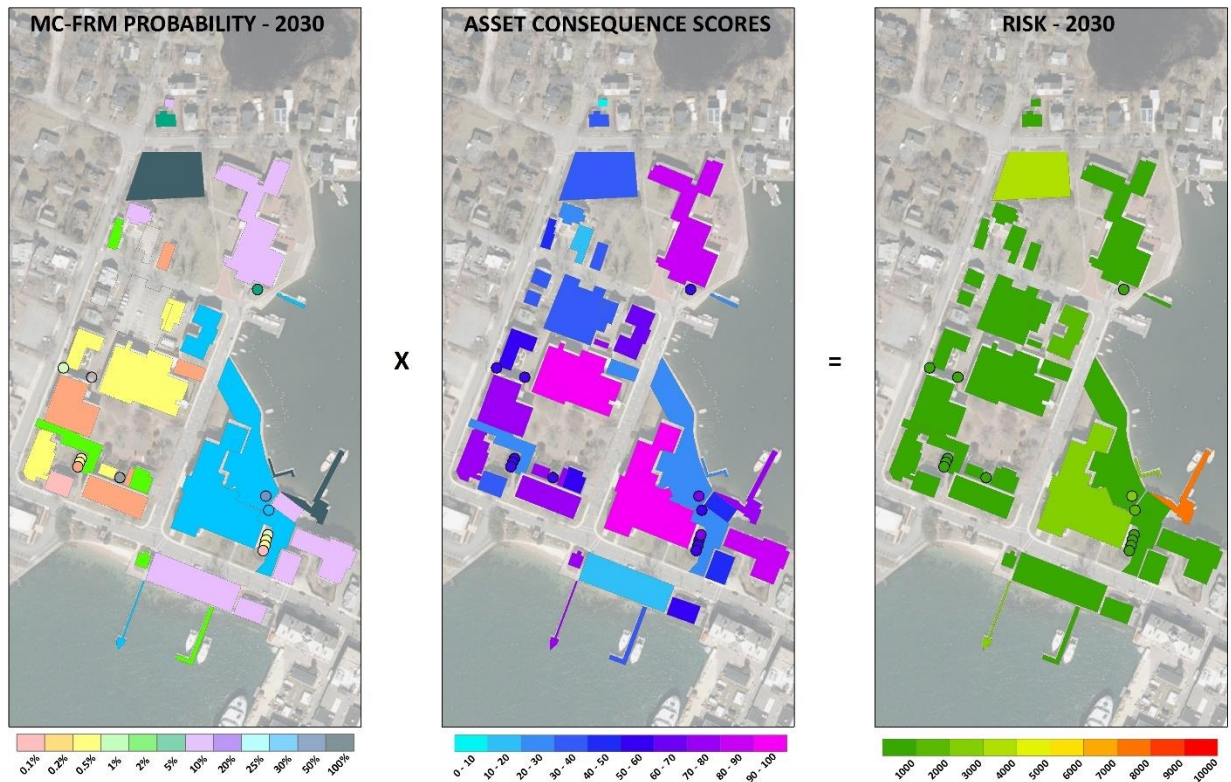 MC-FRM PROBABILITY - 2030
ASSET CONSEQUENCE SCORES
RISK - 2030
X
=
0.1%
0.2%
0.5%
1%
2%
5%
10%
20%
25%
30%
50%
100%
0 - 10
10 - 20
20 - 30
30 - 40
40 - 50
50 - 60
60 - 70
70 - 80
80 - 90
90 - 100
1000
2000
3000
4000
5000
6000
7000
8000
9000
10000